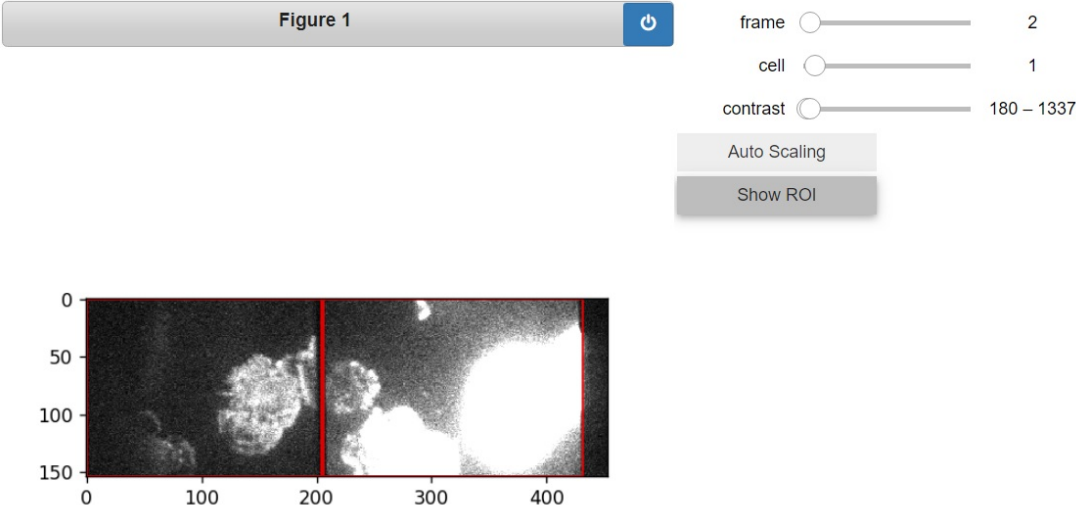 Figure 1
frame 2
cell 1
contrast 180 – 1337
Auto Scaling
Show ROI
0
50
100
150
0 100 200 300 400